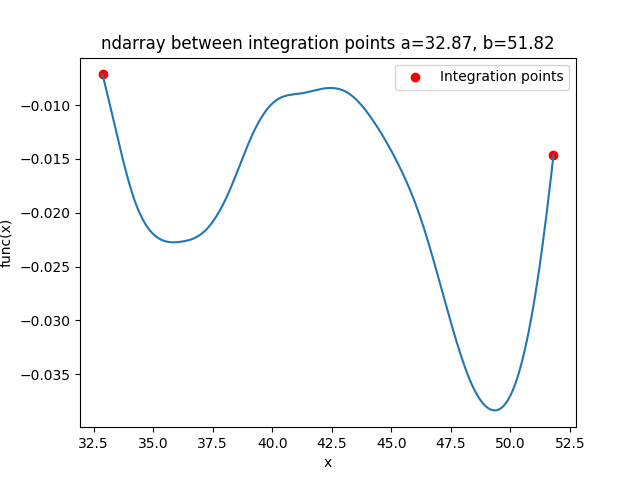 ndarray between integration points a=32.87, b=51.82
Integration points
−0.010
−0.015
−0.020
−0.025
−0.030
−0.035
func(x)
32.5 35.0 37.5 40.0 42.5 45.0 47.5 50.0 52.5
x